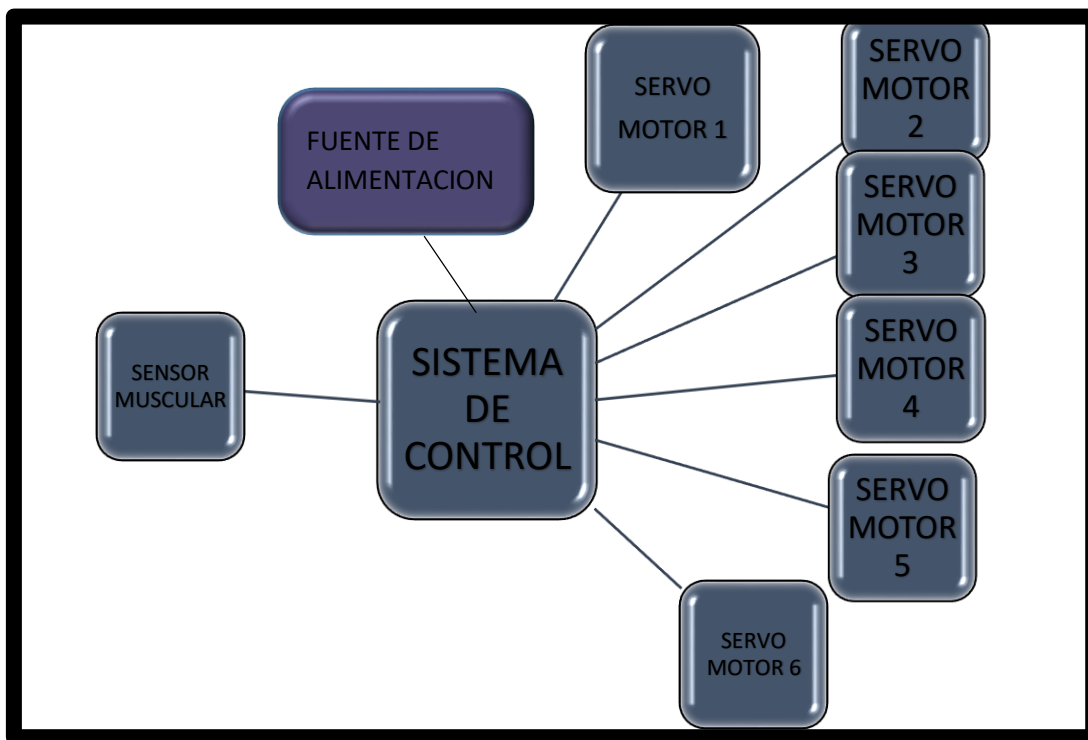 SERVO
MOTOR 1
SERVO
MOTOR
2
FUENTE DE
ALIMENTACION
SERVO
MOTOR
3
SENSOR
MUSCULAR
SISTEMA
DE
CONTROL
SERVO
MOTOR
4
SERVO
MOTOR
5
SERVO
MOTOR 6